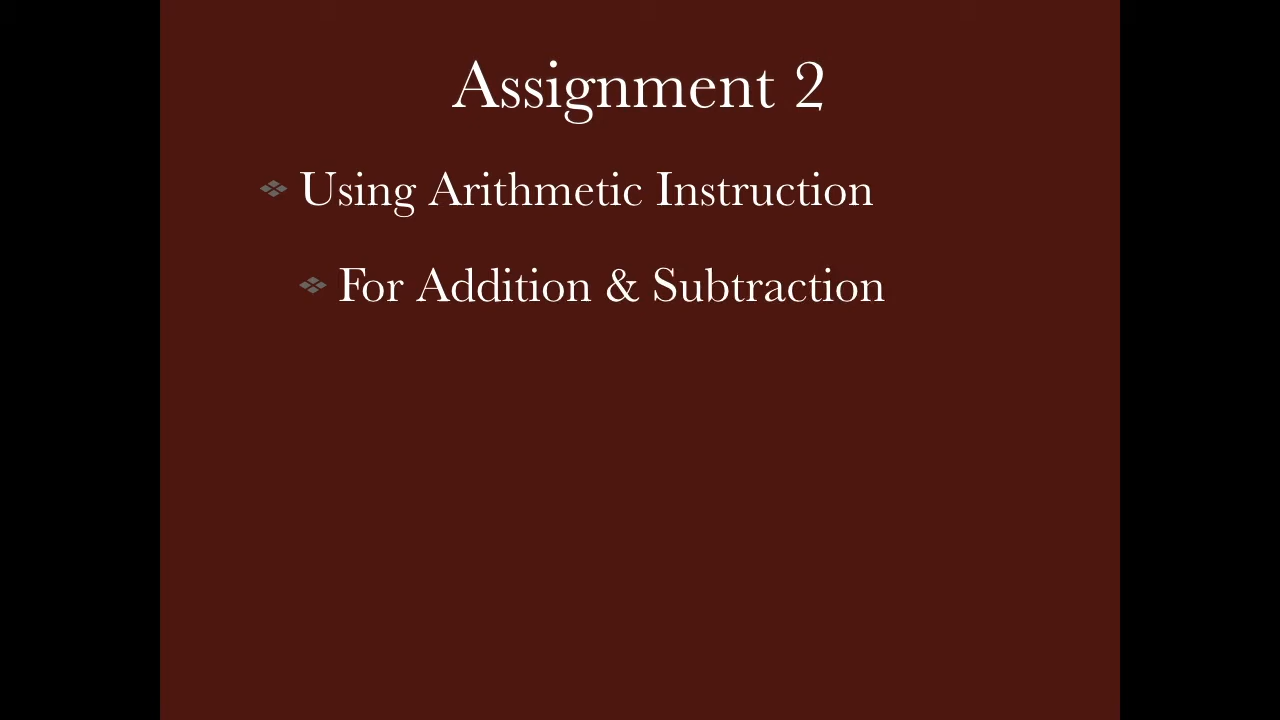 Assignment 2
Using Arithmetic Instruction
For Addition & Subtraction